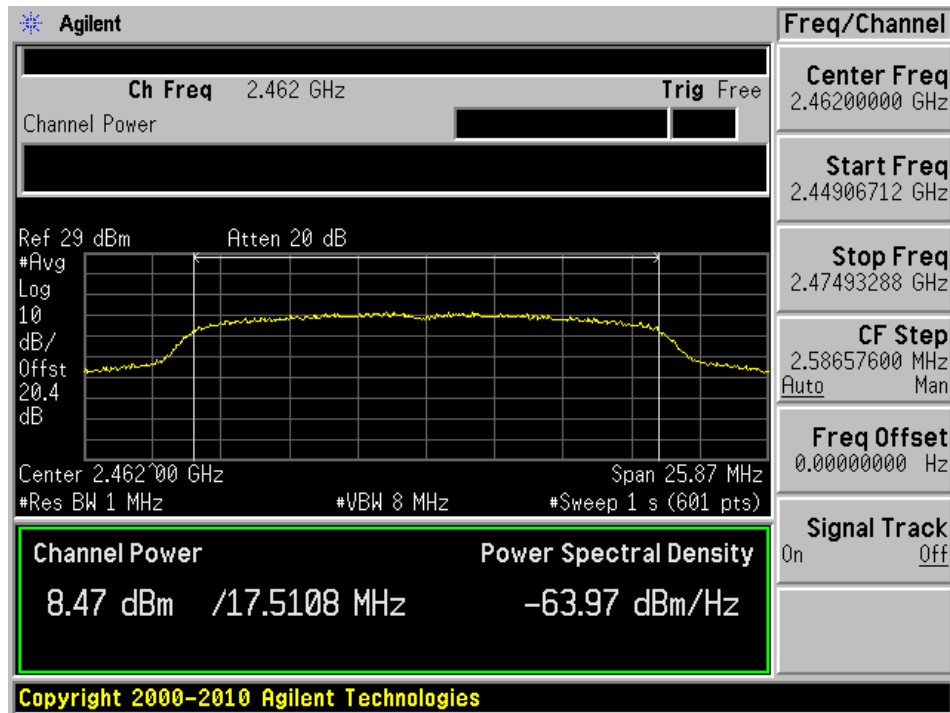 Agilent
Freq/Channel
Ch Freq 2.462 GHz Trig Free
Channel Power
Ref 29 dBm Atten 20 dB
#Avg
Log
10
dB/
Offst
20.4
dB
Center 2.462 00 GHz Span 25.87 MHz
#Res BW 1 MHz #VBW 8 MHz #Sweep 1 s (601 pts)
Channel Power Power Spectral Density
8.47 dBm /17.5108 MHz -63.97 dBm/Hz
Copyright 2000-2010 Agilent Technologies
Center Freq
2.46200000 GHz
Start Freq
2.44906712 GHz
Stop Freq
2.47493288 GHz
CF Step
2.58657600 MHz
Auto Man
Freq Offset
0.00000000 Hz
Signal Track
On Off